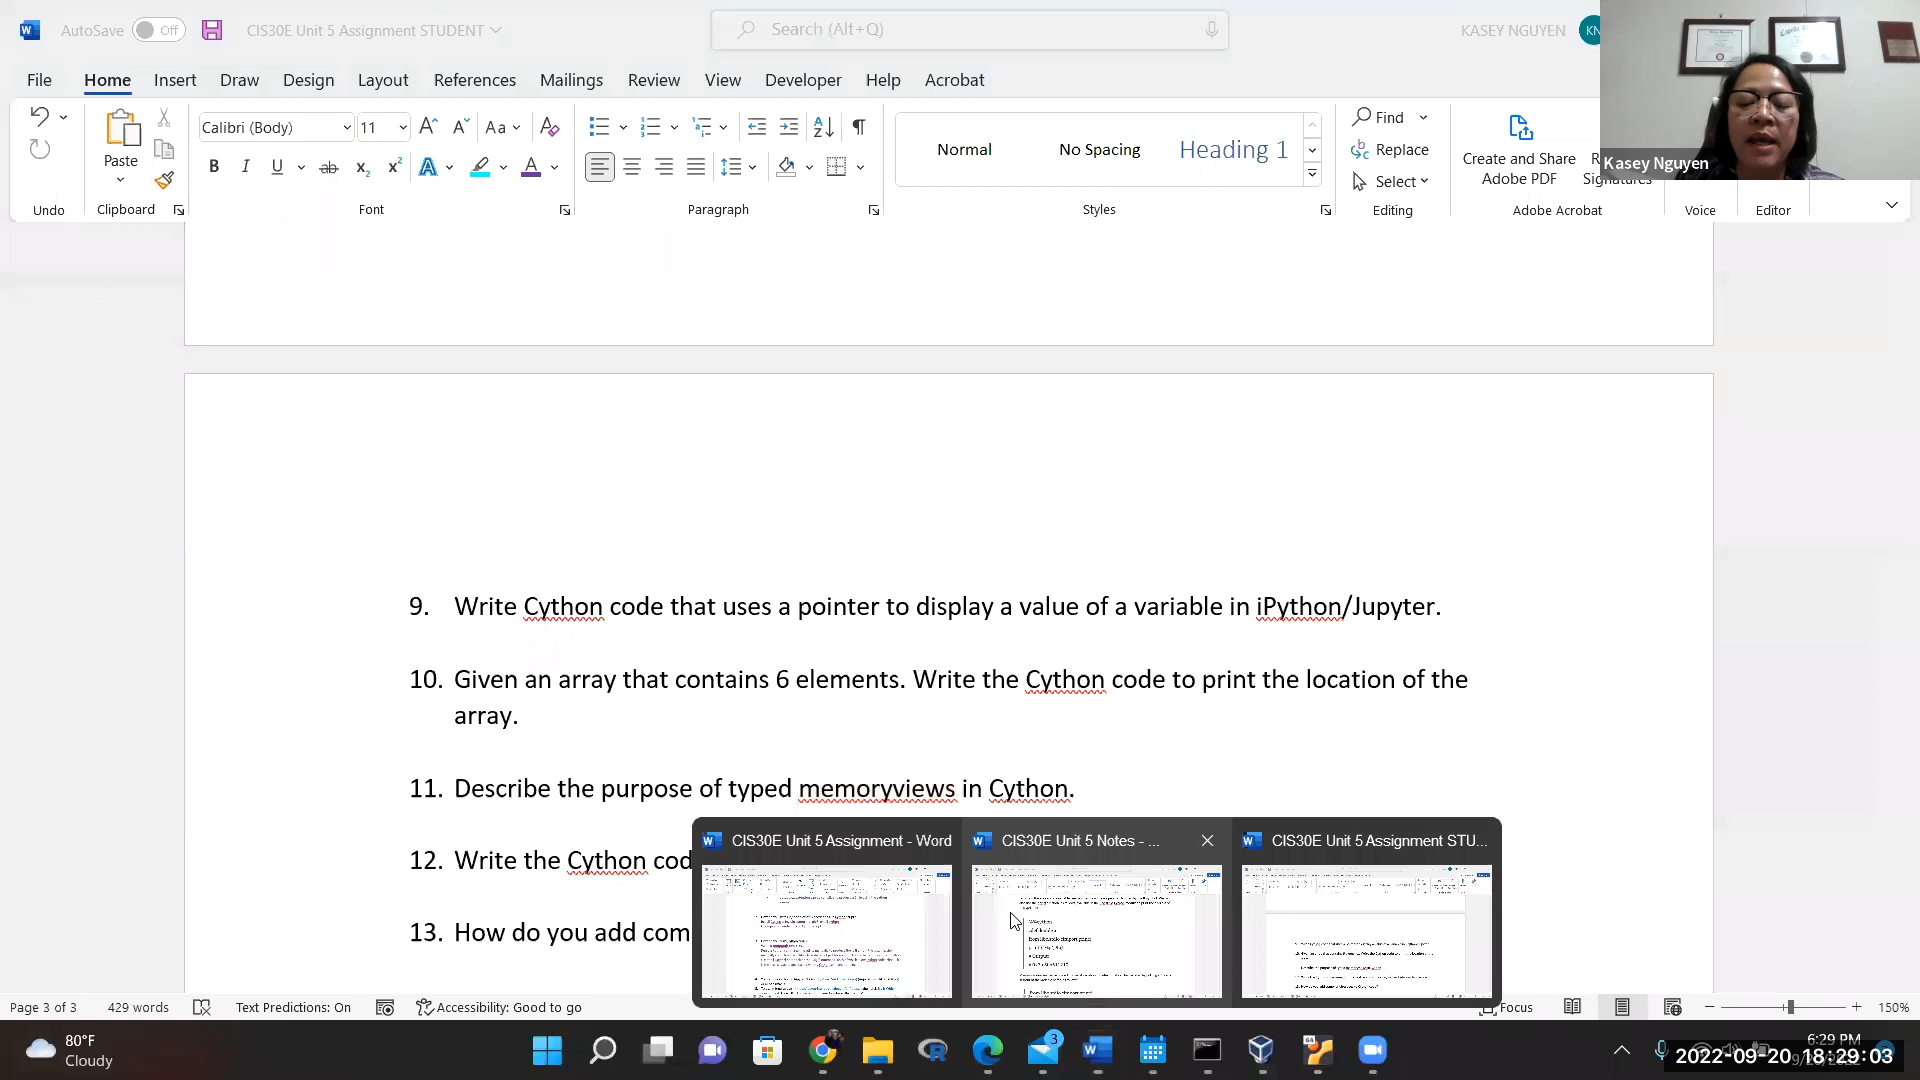 AutoSave Off CIS30E Unit 5 Assignment STUDENT Search (Alt+Q) KASEY NGUYEN KN
File Home Insert Draw Design Layout References Mailings Review View Developer Help Acrobat
Calibri (Body) 11 Aa Find
Paste Normal No Spacing Heading 1 Replace Create and Share
Adobe PDF
Select
Kasey Nguyen
Signatures
Undo Clipboard Font Paragraph Styles Editing Adobe Acrobat Voice Editor
9. Write Cython code that uses a pointer to display a value of a variable in iPython/Jupyter.
10. Given an array that contains 6 elements. Write the Cython code to print the location of the
array.
11. Describe the purpose of typed memoryviews in Cython.
12. Write the Cython cod
13. How do you add com
CIS30E Unit 5 Assignment - Word CIS30E Unit 5 Notes - ... CIS30E Unit 5 Assignment STU...
Page 3 of 3 429 words Text Predictions: On Accessibility: Good to go Focus 150%
80°F
Cloudy
3
6:29 PM
2022-09-20 18:29:03